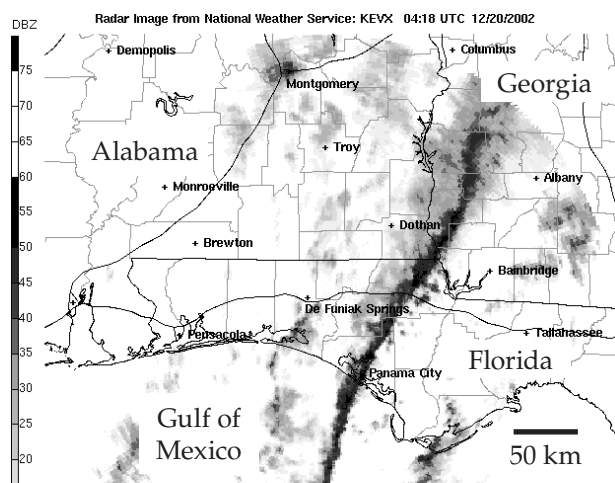 Radar Image from National Weather Service: KEVX 04:18 UTC 12/20/2002
DBZ
75
70
65
60
55
50
45
40
35
30
25
20
Demopolis
Columbus
Montgomery
Georgia
Alabama
Troy
Albany
Monroeville
Dothan
Brewton
Bainbridge
De Funiak Springs
Pensacola
Tallahassee
Florida
Panama City
Gulf of
Mexico
50 km